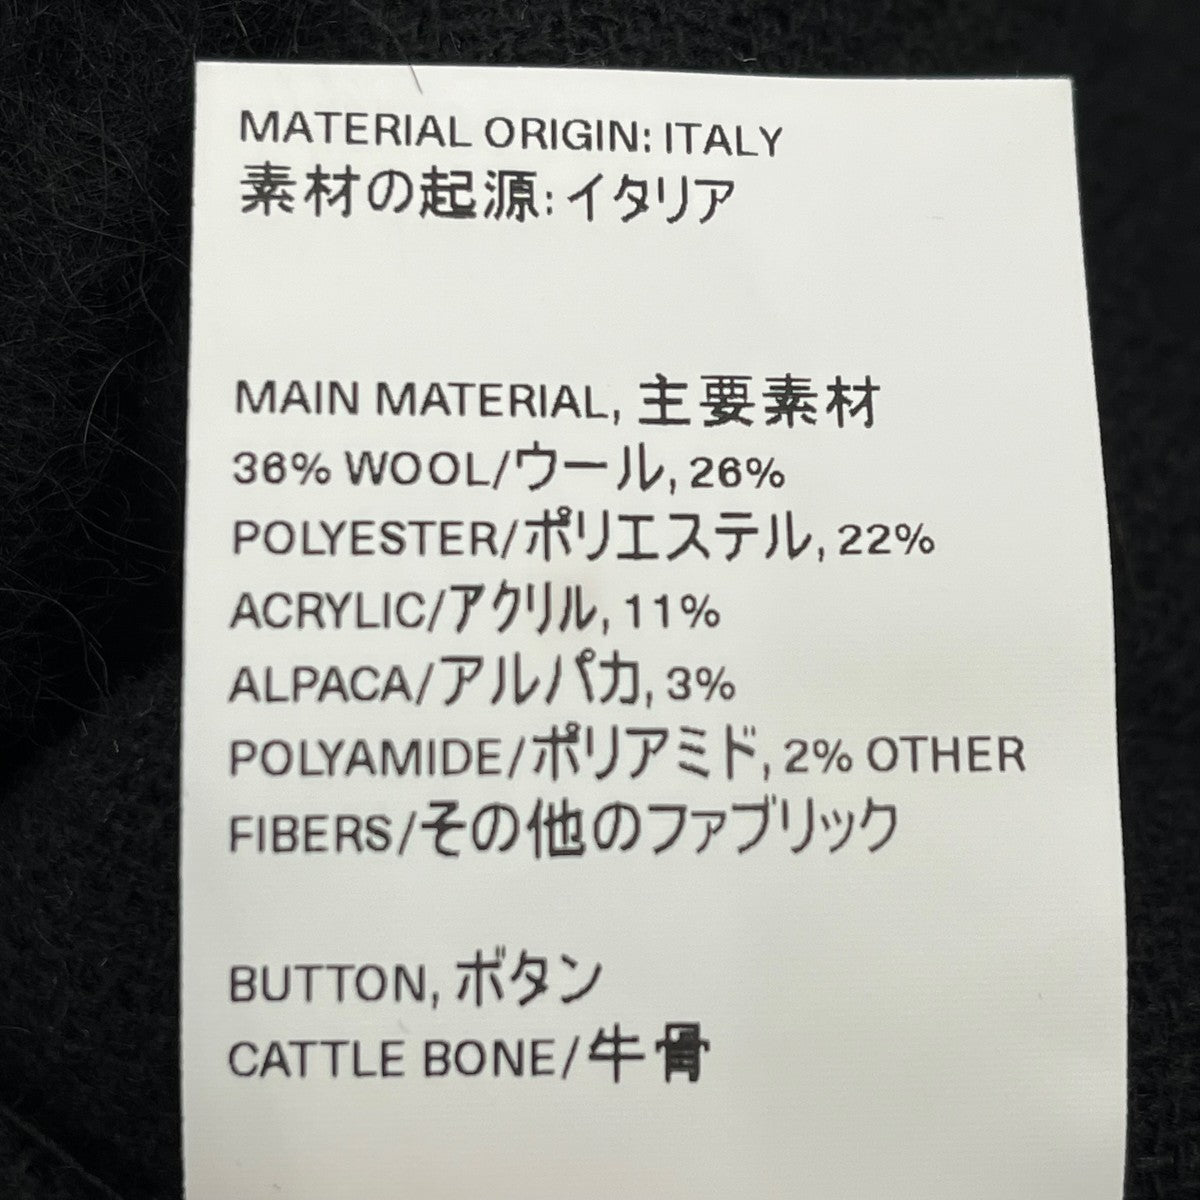 MATERIAL ORIGIN: ITALY
素材の起源: イタリア
MAIN MATERIAL, 主要素材
36% WOOL/ウール, 26%
POLYESTER/ポリエステル, 22%
ACRYLIC/アクリル, 11%
ALPACA/アルパカ, 3%
POLYAMIDE/ポリアミド, 2% OTHER
FIBERS/その他のファブリック
BUTTON, ボタン
CATTLE BONE/牛骨